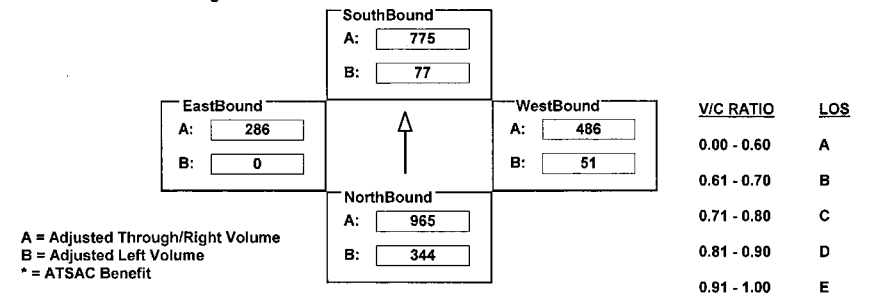 SouthBound
A: 775
B: 77
EastBound
A: 286
B: 0
WestBound
A: 486
B: 51
NorthBound
A: 965
B: 344
A = Adjusted Through/Right Volume
B = Adjusted Left Volume
* = ATSAC Benefit
V/C RATIO LOS
0.00 - 0.60 A
0.61 - 0.70 B
0.71 - 0.80 C
0.81 - 0.90 D
0.91 - 1.00 E